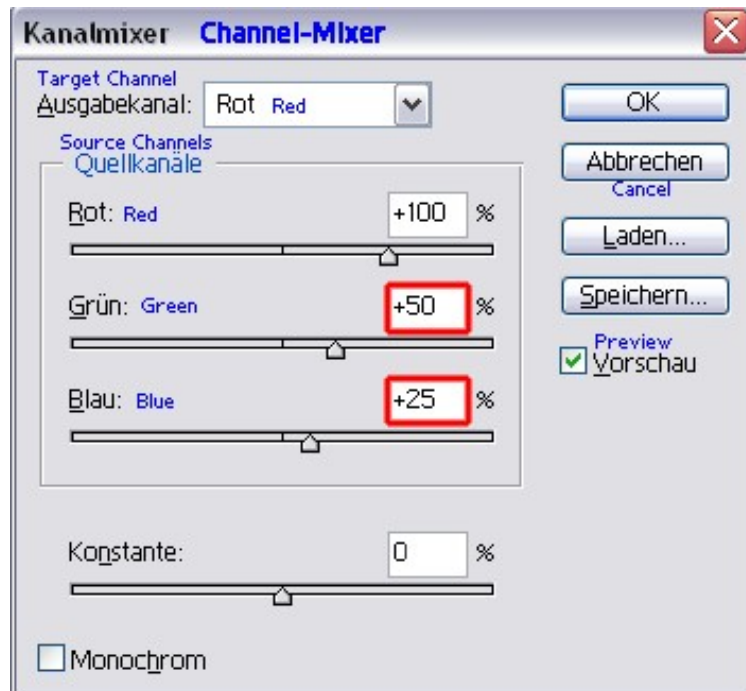 Kanalmixer Channel-Mixer
Target Channel
Ausgabekanal: Rot Red
Source Channels
Quellkanäle
Rot: Red +100 %
Grün: Green +50 %
Blau: Blue +25 %
Konstante: 0 %
Monochrom
OK
Abbrechen
Cancel
Laden...
Speichern...
Preview
Vorschau